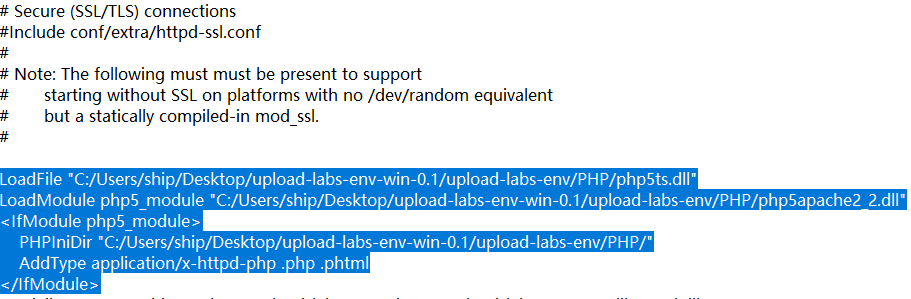 # Secure (SSL/TLS) connections
#Include conf/extra/httpd-ssl.conf
#
# Note: The following must must be present to support
#       starting without SSL on platforms with no /dev/random equivalent
#       but a statically compiled-in mod_ssl.
#
LoadFile "C:/Users/ship/Desktop/upload-labs-env-win-0.1/upload-labs-env/PHP/php5ts.dll"
LoadModule php5_module "C:/Users/ship/Desktop/upload-labs-env-win-0.1/upload-labs-env/PHP/php5apache2_2.dll"
<IfModule php5_module>
    PHPIniDir "C:/Users/ship/Desktop/upload-labs-env-win-0.1/upload-labs-env/PHP/"
    AddType application/x-httpd-php .php .phtml
</IfModule>